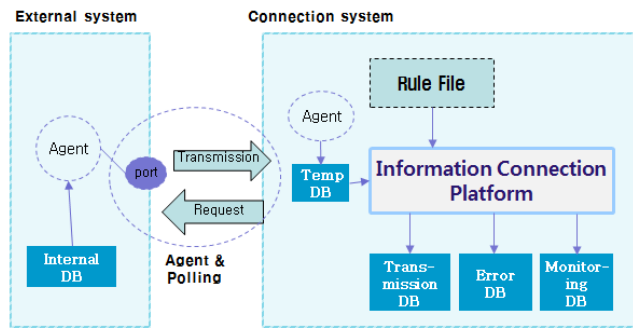 External system
Connection system
Rule File
Agent
Agent
port
Transmission
Request
Temp
DB
Information Connection
Platform
Internal
DB
Agent &
Polling
Trans-
mission
DB
Error
DB
Monitor-
ing
DB